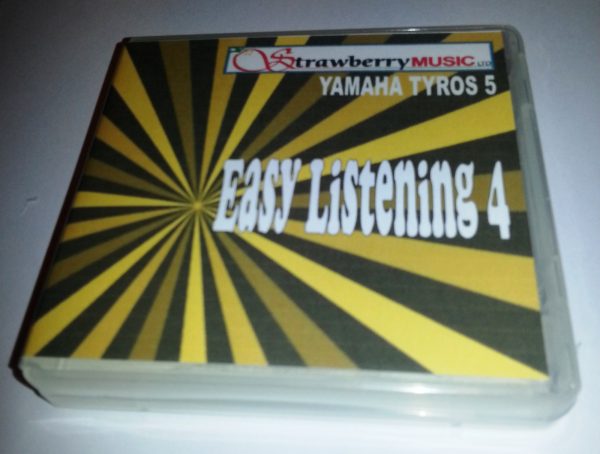 Strawberry MUSIC LTD
YAMAHA TYROS 5
Easy Listening 4